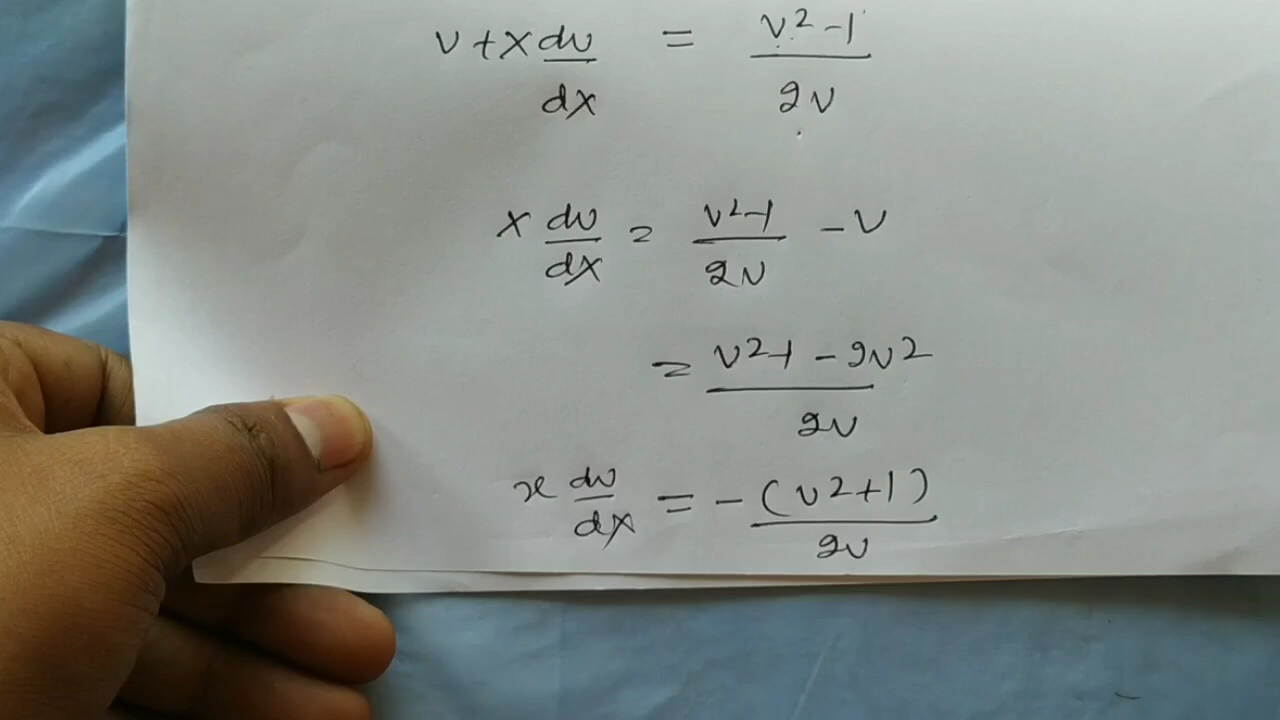 v + x dv/dx = (v² - 1)/2v
x dv/dx = (v² - 1)/2v - v
= (v² - 1 - 2v²)/2v
x dv/dx = -(v² + 1)/2v